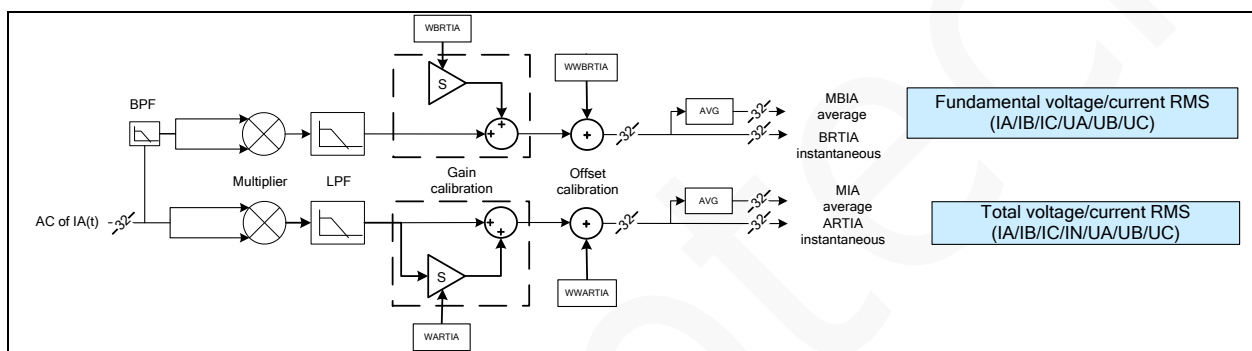 WBRTIA
S
WWBRTIA
BPF
AVG
32
MBIA
average
+
+
+
32
32
BRTIA
instantaneous
Fundamental voltage/current RMS
(IA/IB/IC/UA/UB/UC)
Multiplier
LPF
Gain
calibration
Offset
calibration
AC of IA(t)
32
+
+
+
32
AVG
32
32
MIA
average
ARTIA
instantaneous
Total voltage/current RMS
(IA/IB/IC/IN/UA/UB/UC)
S
WARTIA
WWARTIA